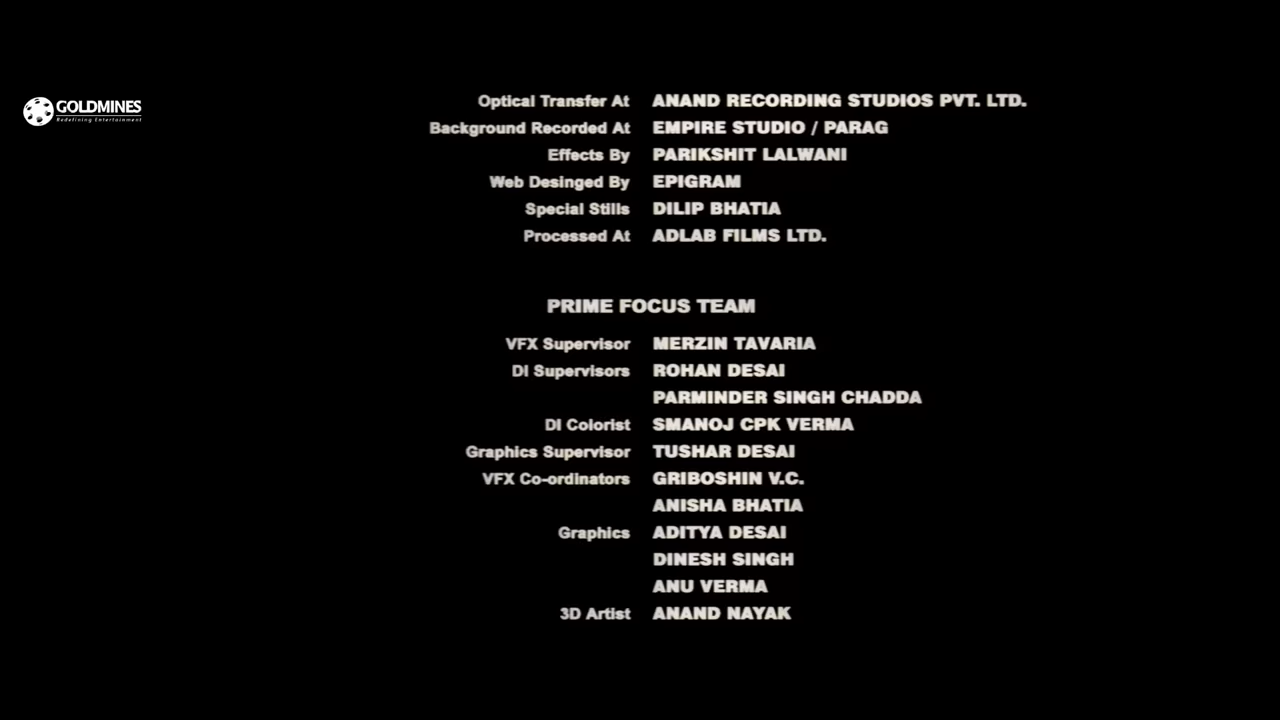 GOLDMINES
Redefining Entertainment
Optical Transfer At ANAND RECORDING STUDIOS PVT. LTD.
Background Recorded At EMPIRE STUDIO / PARAG
Effects By PARIKSHIT LALWANI
Web Desinged By EPIGRAM
Special Stills DILIP BHATIA
Processed At ADLAB FILMS LTD.
PRIME FOCUS TEAM
VFX Supervisor MERZIN TAVARIA
DI Supervisors ROHAN DESAI
PARMINDER SINGH CHADDA
DI Colorist SMANOJ CPK VERMA
Graphics Supervisor TUSHAR DESAI
VFX Co-ordinators GRIBOSHIN V.C.
ANISHA BHATIA
Graphics ADITYA DESAI
DINESH SINGH
ANU VERMA
3D Artist ANAND NAYAK